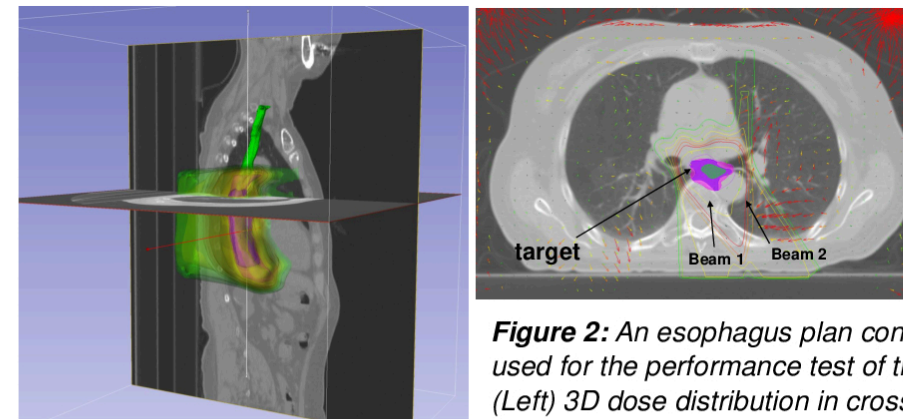 target
Beam 1
Beam 2
Figure 2: An esophagus plan con
used for the performance test of t
(Left) 3D dose distribution in cross